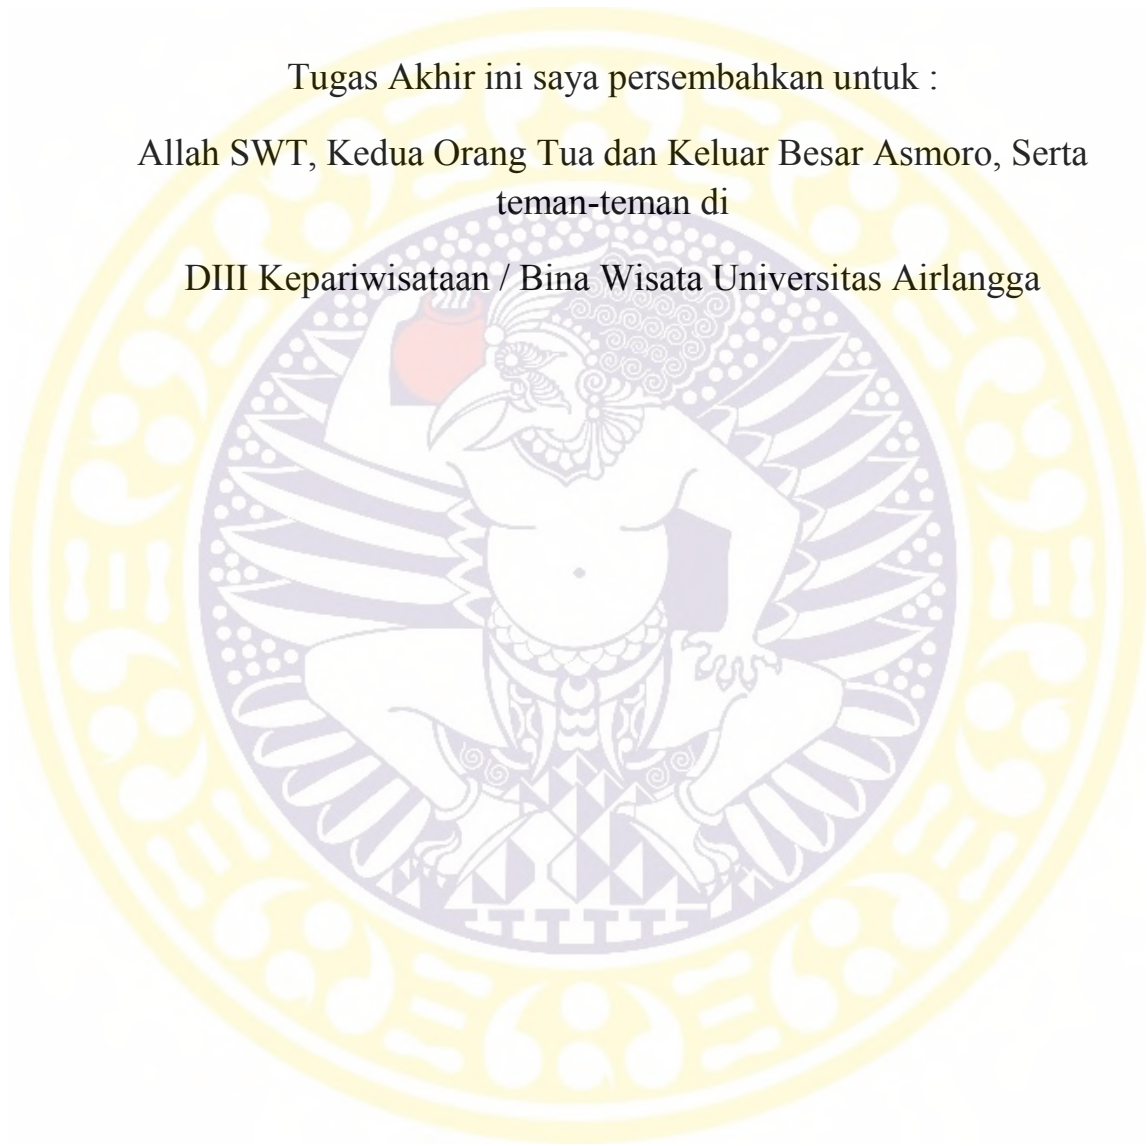 Tugas Akhir ini saya persembahkan untuk :
Allah SWT, Kedua Orang Tua dan Keluar Besar Asmoro, Serta
teman-teman di
DIII Kepariwisataan / Bina Wisata Universitas Airlangga